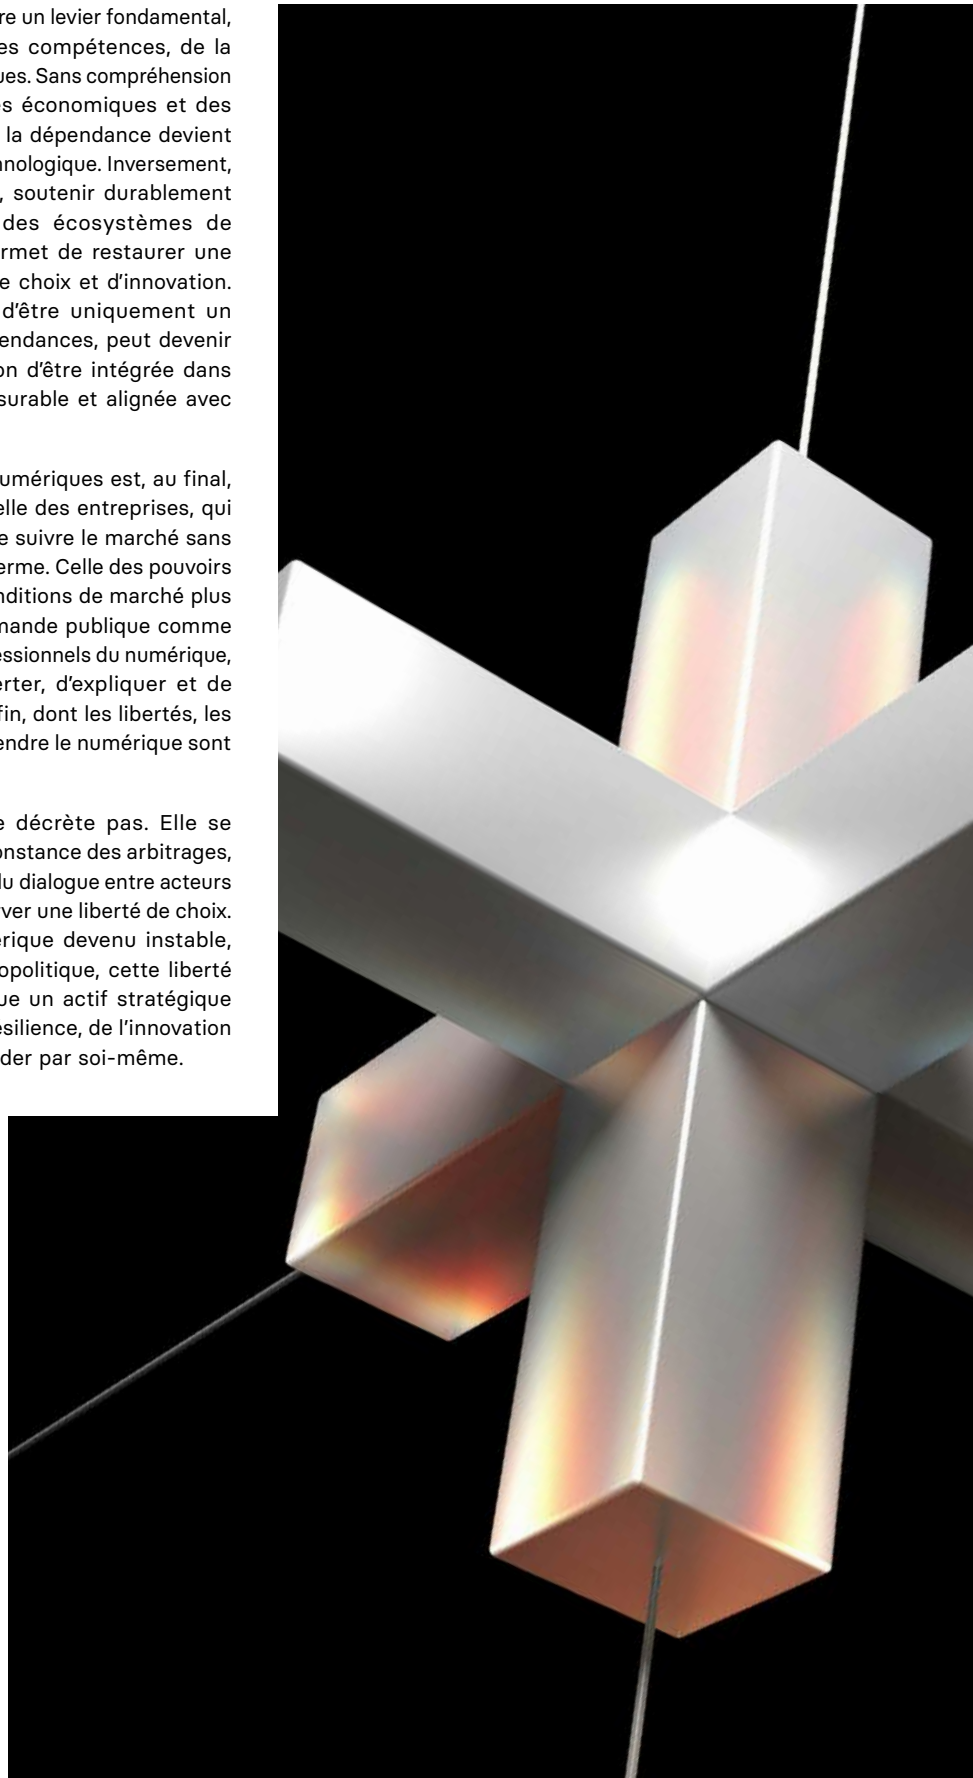 re un levier fondamental,
es compétences, de la
ues. Sans compréhension
s économiques et des
la dépendance devient
nologique. Inversement,
, soutenir durablement
des écosystèmes de
rmet de restaurer une
e choix et d'innovation.
d'être uniquement un
endances, peut devenir
on d'être intégrée dans
surable et alignée avec
umériques est, au final,
elle des entreprises, qui
e suivre le marché sans
erme. Celle des pouvoirs
nditions de marché plus
mande publique comme
essionnels du numérique,
erter, d'expliquer et de
fin, dont les libertés, les
endre le numérique sont
e décrète pas. Elle se
onstance des arbitrages,
du dialogue entre acteurs
ver une liberté de choix.
érique devenu instable,
opolitique, cette liberté
ue un actif stratégique
ésilience, de l'innovation
der par soi-même.